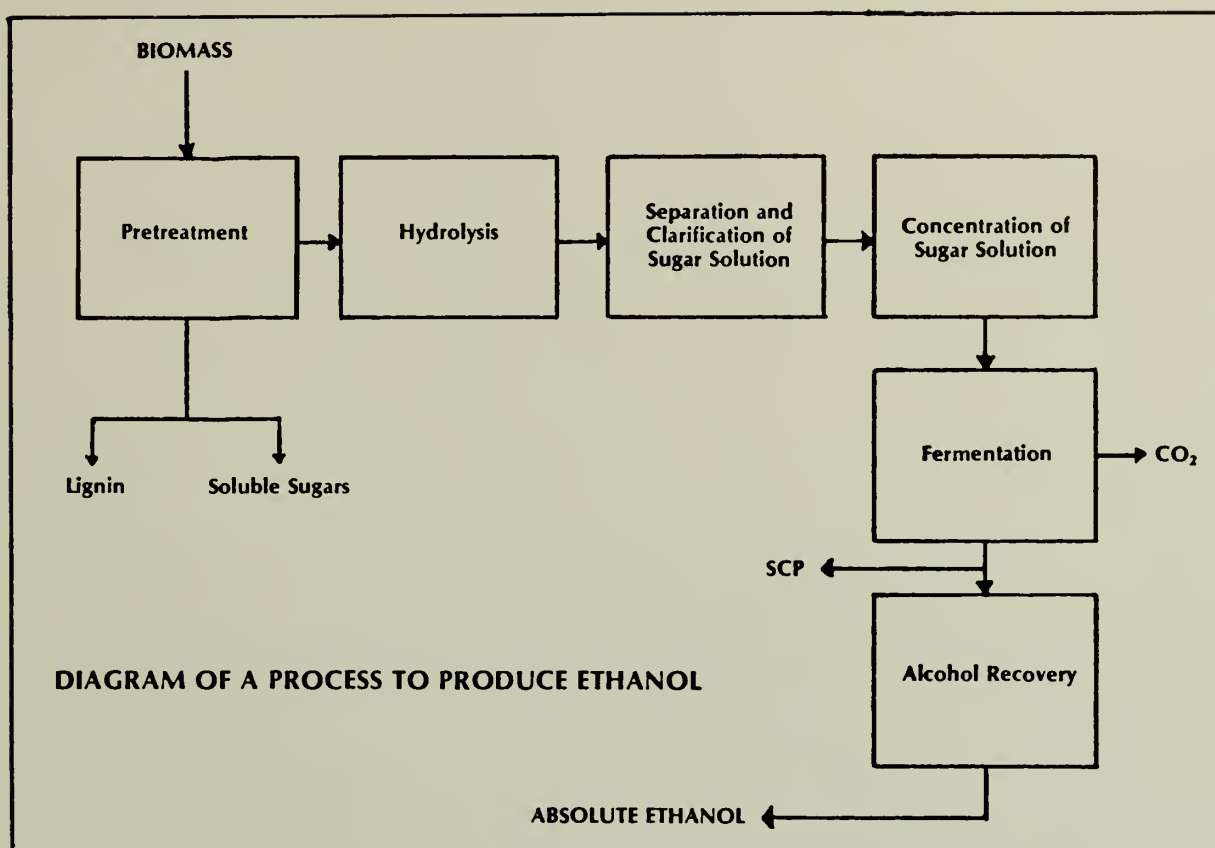 BIOMASS
Pretreatment
Hydrolysis
Separation and
Clarification of
Sugar Solution
Concentration of
Sugar Solution
Lignin
Soluble Sugars
Fermentation
CO₂
SCP
Alcohol Recovery
DIAGRAM OF A PROCESS TO PRODUCE ETHANOL
ABSOLUTE ETHANOL